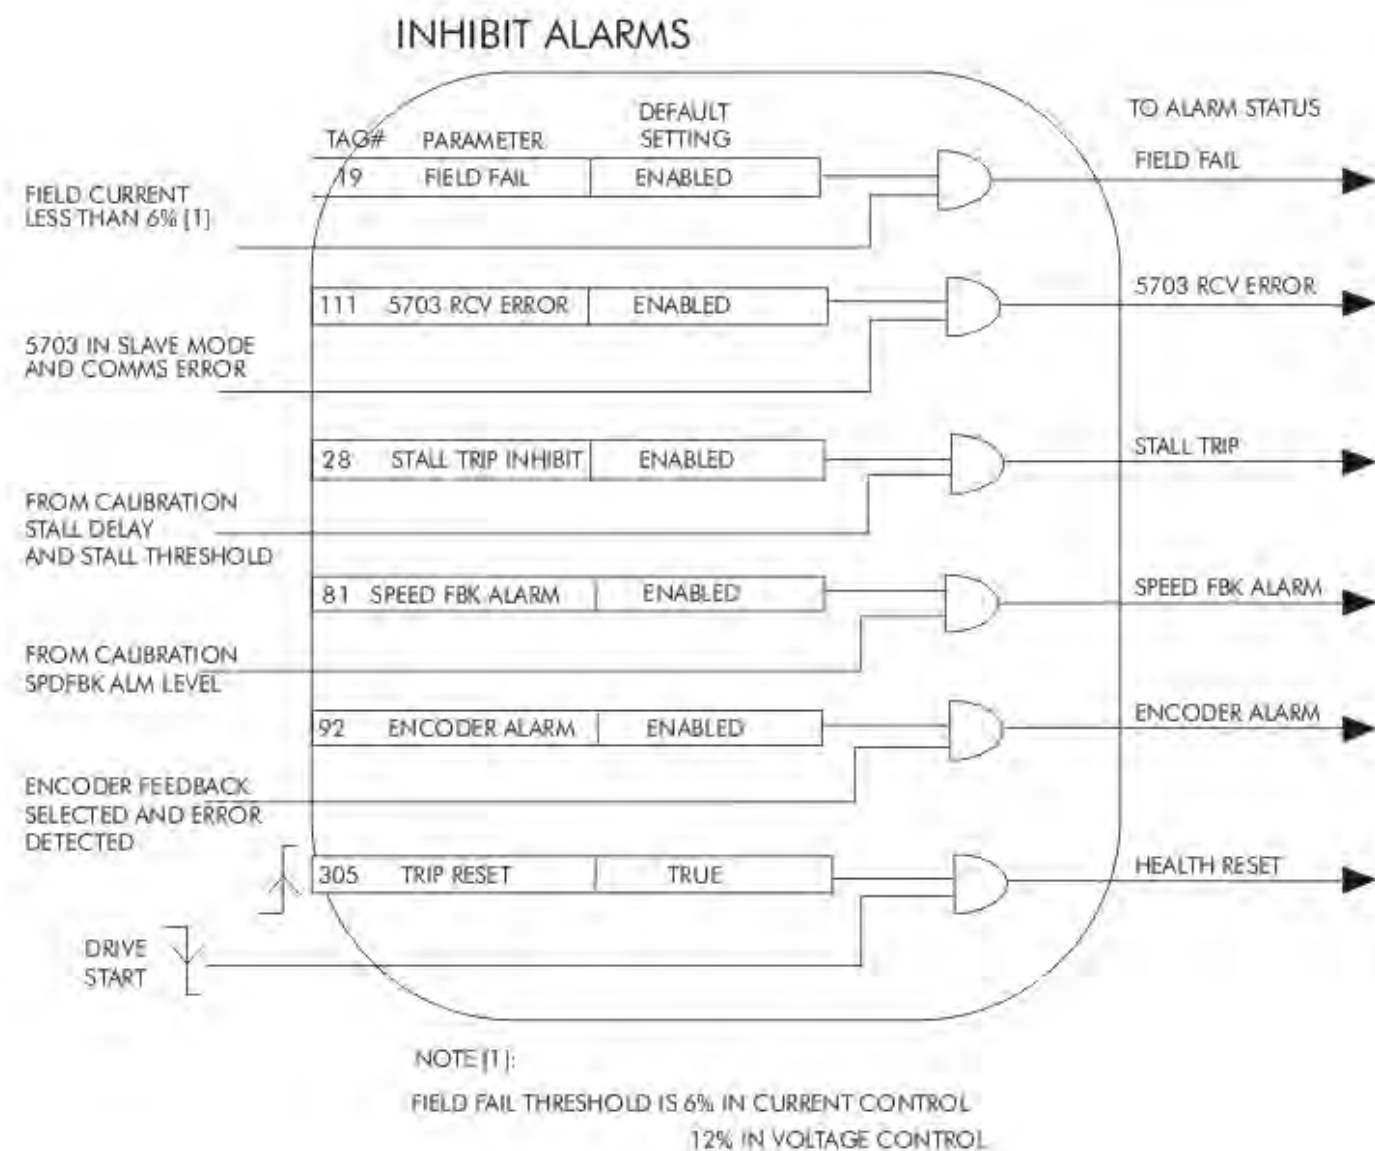 INHIBIT ALARMS
TO ALARM STATUS
TAG# PARAMETER DEFAULT SETTING
19 FIELD FAIL ENABLED
FIELD FAIL
FIELD CURRENT
LESS THAN 6% [1]
111 5703 RCV ERROR ENABLED
5703 RCV ERROR
5703 IN SLAVE MODE
AND COMMS ERROR
28 STALL TRIP INHIBIT ENABLED
STALL TRIP
FROM CALIBRATION
STALL DELAY
AND STALL THRESHOLD
81 SPEED FBK ALARM ENABLED
SPEED FBK ALARM
FROM CALIBRATION
SPDFBK ALM LEVEL
92 ENCODER ALARM ENABLED
ENCODER ALARM
ENCODER FEEDBACK
SELECTED AND ERROR
DETECTED
305 TRIP RESET TRUE
HEALTH RESET
DRIVE
START
NOTE [1]:
FIELD FAIL THRESHOLD IS 6% IN CURRENT CONTROL
12% IN VOLTAGE CONTROL